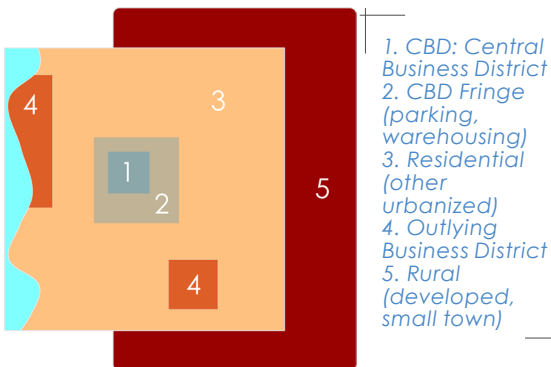 4
3
1
2
5
4
1. CBD: Central
Business District
2. CBD Fringe
(parking,
warehousing)
3. Residential
(other
urbanized)
4. Outlying
Business District
5. Rural
(developed,
small town)